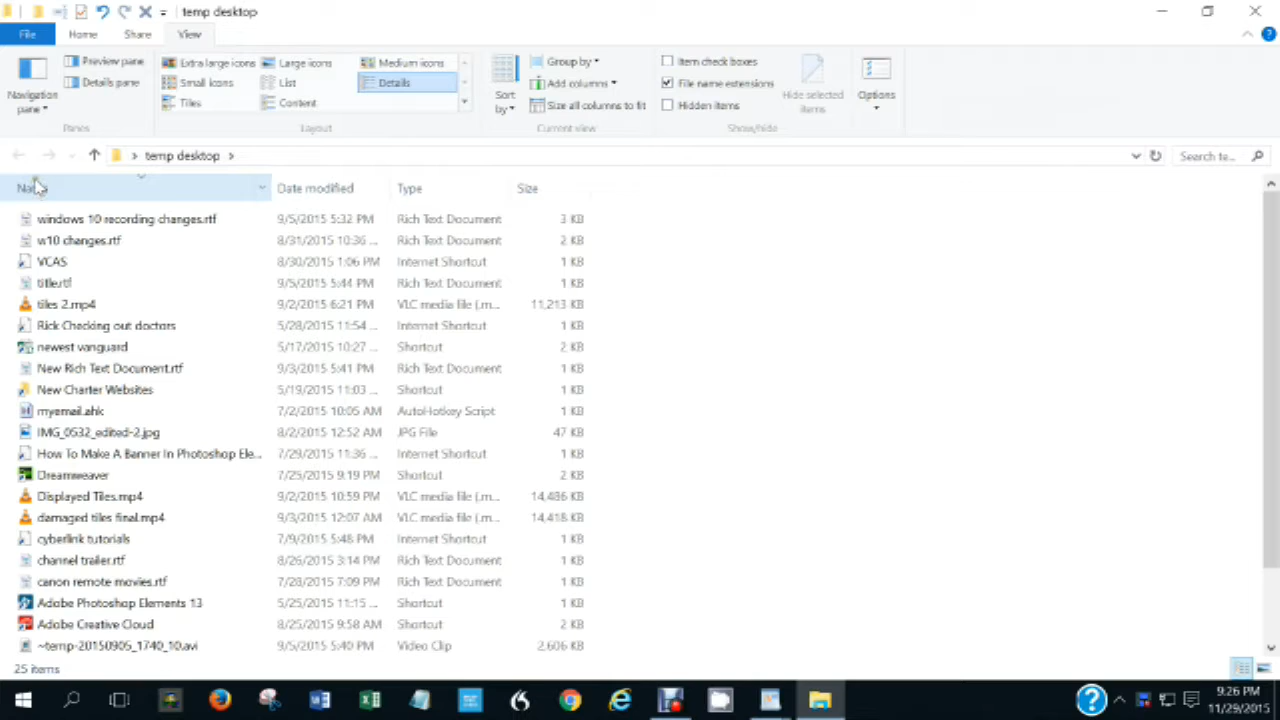 temp desktop
File Home Share View
Navigation pane
Preview pane
Details pane
Panes
Extra large icons Large icons Medium icons
Small icons List Details
Tiles Content
Layout
Sort by
Group by
Add columns
Size all columns to fit
Current view
Item check boxes
File name extensions
Hidden items
Hide selected items
Show/hide
Options
temp desktop Search te...
Date modified Type Size
windows 10 recording changes.rtf 9/5/2015 5:32 PM Rich Text Document 3 KB
w10 changes.rtf 8/31/2015 10:36 ... Rich Text Document 2 KB
VCAS 8/30/2015 1:06 PM Internet Shortcut 1 KB
title.rtf 9/5/2015 5:44 PM Rich Text Document 1 KB
tiles 2.mp4 9/2/2015 6:21 PM VLC media file (.m... 11,213 KB
Rick Checking out doctors 5/28/2015 11:54 ... Internet Shortcut 1 KB
newest vanguard 5/17/2015 10:27 ... Shortcut 2 KB
New Rich Text Document.rtf 9/3/2015 5:41 PM Rich Text Document 1 KB
New Charter Websites 5/19/2015 11:03 ... Shortcut 1 KB
myemail.ahk 7/2/2015 10:05 AM AutoHotkey Script 1 KB
IMG_0532_edited-2.jpg 8/2/2015 12:52 AM JPG File 47 KB
How To Make A Banner In Photoshop Ele... 7/29/2015 11:36 ... Internet Shortcut 1 KB
Dreamweaver 7/25/2015 9:19 PM Shortcut 2 KB
Displayed Tiles.mp4 9/2/2015 10:59 PM VLC media file (.m... 14,486 KB
damaged tiles final.mp4 9/3/2015 12:07 AM VLC media file (.m... 14,418 KB
cyberlink tutorials 7/9/2015 5:48 PM Internet Shortcut 1 KB
channel trailer.rtf 8/26/2015 3:14 PM Rich Text Document 1 KB
canon remote movies.rtf 7/28/2015 7:09 PM Rich Text Document 1 KB
Adobe Photoshop Elements 13 5/25/2015 11:15 ... Shortcut 1 KB
Adobe Creative Cloud 8/25/2015 9:58 AM Shortcut 2 KB
~temp-20150905_1740_10.avi 9/5/2015 5:40 PM Video Clip 2,606 KB
25 items
9:26 PM
11/29/2015